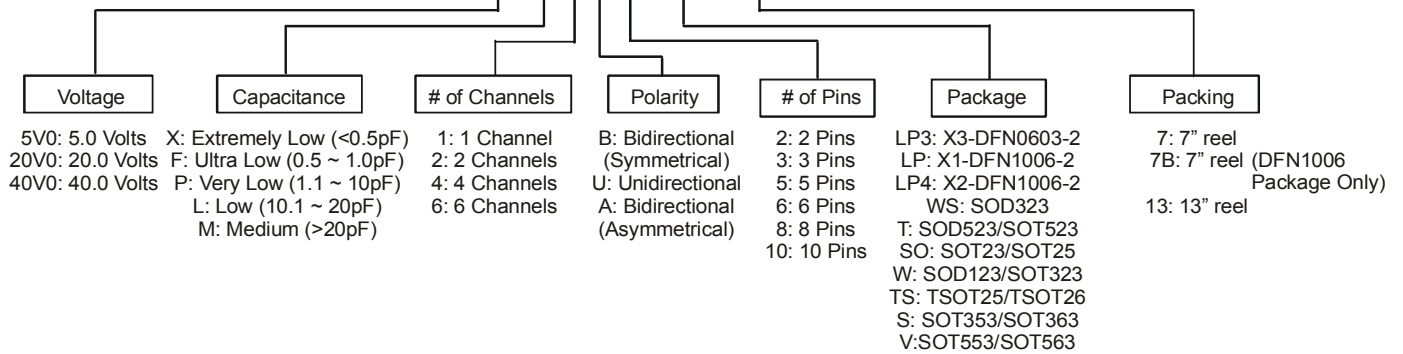 Voltage
5V0: 5.0 Volts
20V0: 20.0 Volts
40V0: 40.0 Volts
Capacitance
X: Extremely Low (<0.5pF)
F: Ultra Low (0.5 ~ 1.0pF)
P: Very Low (1.1 ~ 10pF)
L: Low (10.1 ~ 20pF)
M: Medium (>20pF)
# of Channels
1: 1 Channel
2: 2 Channels
4: 4 Channels
6: 6 Channels
Polarity
B: Bidirectional
(Symmetrical)
U: Unidirectional
A: Bidirectional
(Asymmetrical)
# of Pins
2: 2 Pins
3: 3 Pins
5: 5 Pins
6: 6 Pins
8: 8 Pins
10: 10 Pins
Package
LP3: X3-DFN0603-2
LP: X1-DFN1006-2
LP4: X2-DFN1006-2
WS: SOD323
T: SOD523/SOT523
SO: SOT23/SOT25
W: SOD123/SOT323
TS: TSOT25/TSOT26
S: SOT353/SOT363
V:SOT553/SOT563
Packing
7: 7” reel
7B: 7” reel (DFN1006
Package Only)
13: 13” reel